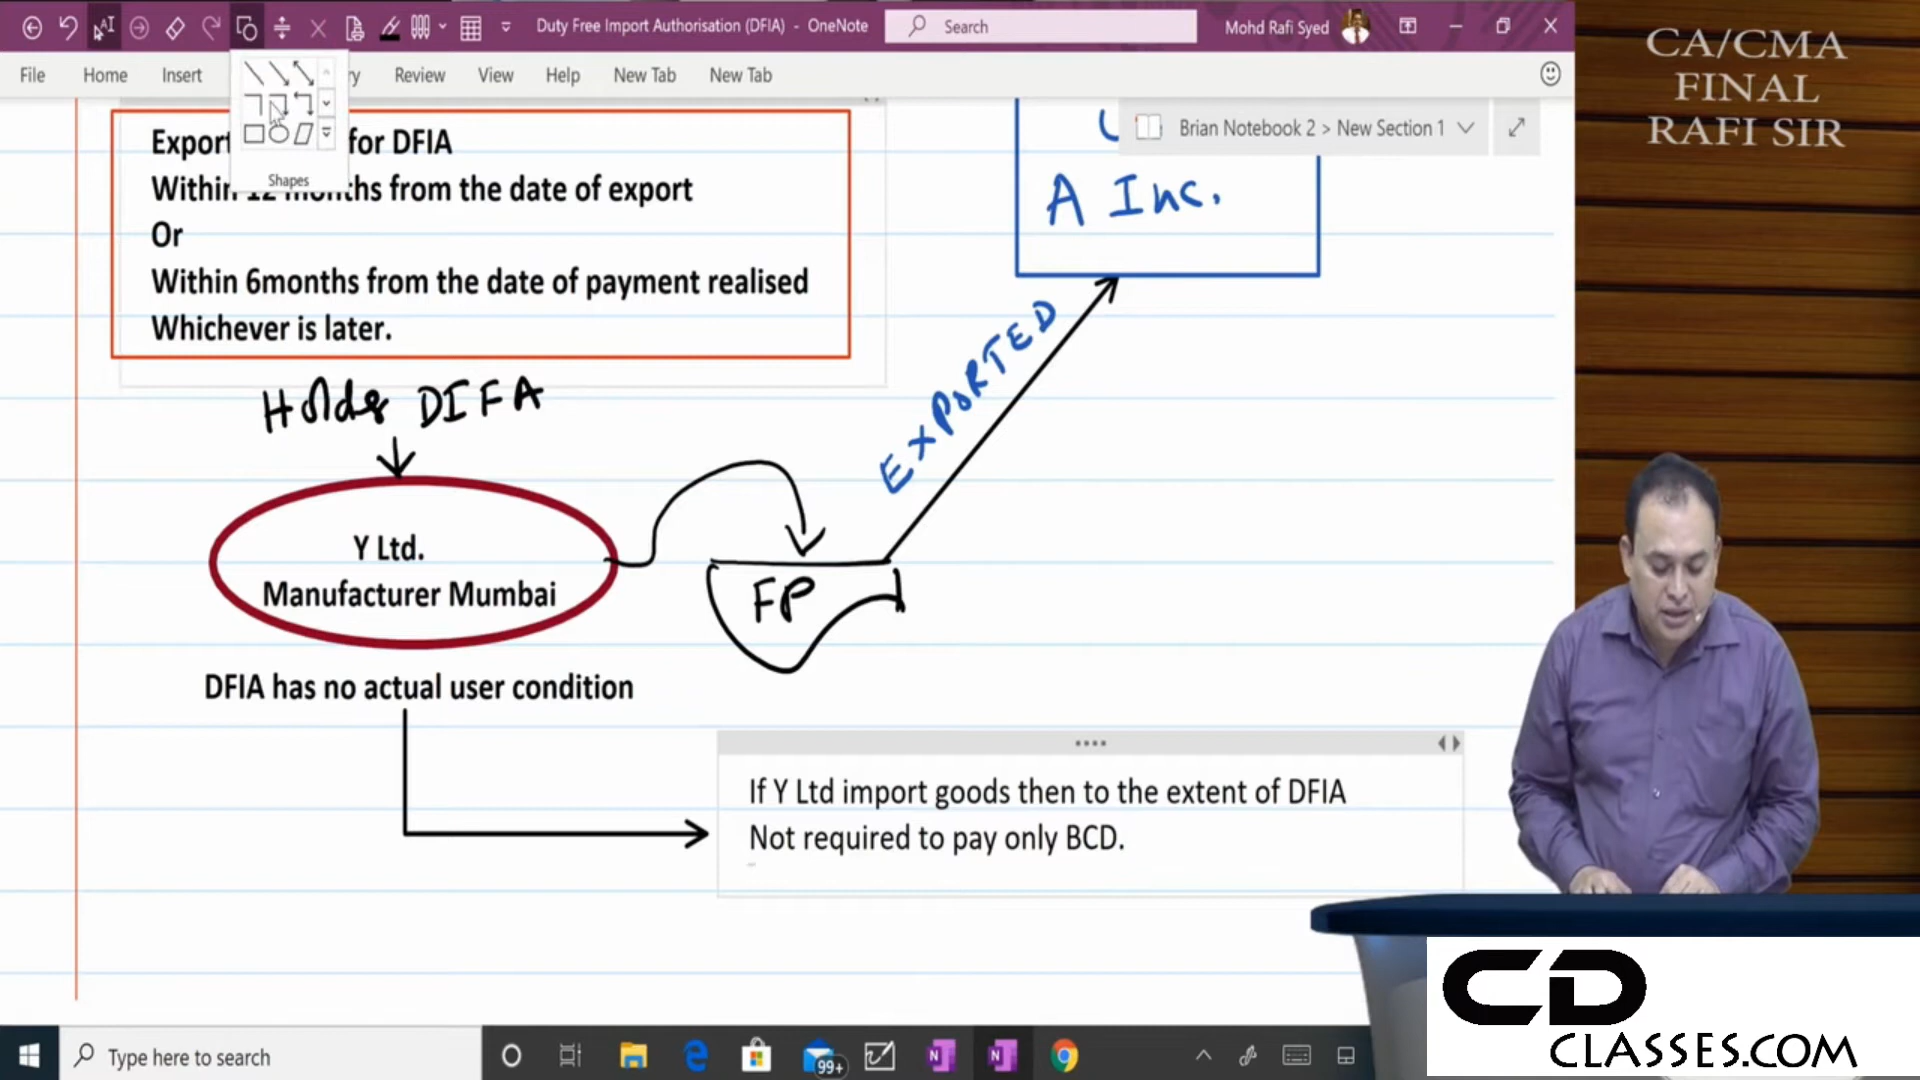 Duty Free Import Authorisation (DFIA) - OneNote
Search
Mohd Rafi Syed
File
Home
Insert
Review
View
Help
New Tab
New Tab
Shapes
Brian Notebook 2 > New Section 1
CA/CMA
FINAL
RAFI SIR
for DFIA
Within 12 months from the date of export
Or
Within 6months from the date of payment realised
Whichever is later.
A Inc.
EXPORTED
Holds DIFA
Y Ltd.
Manufacturer Mumbai
FP
DFIA has no actual user condition
If Y Ltd import goods then to the extent of DFIA
Not required to pay only BCD.
Type here to search
99+
CD
CLASSES.COM